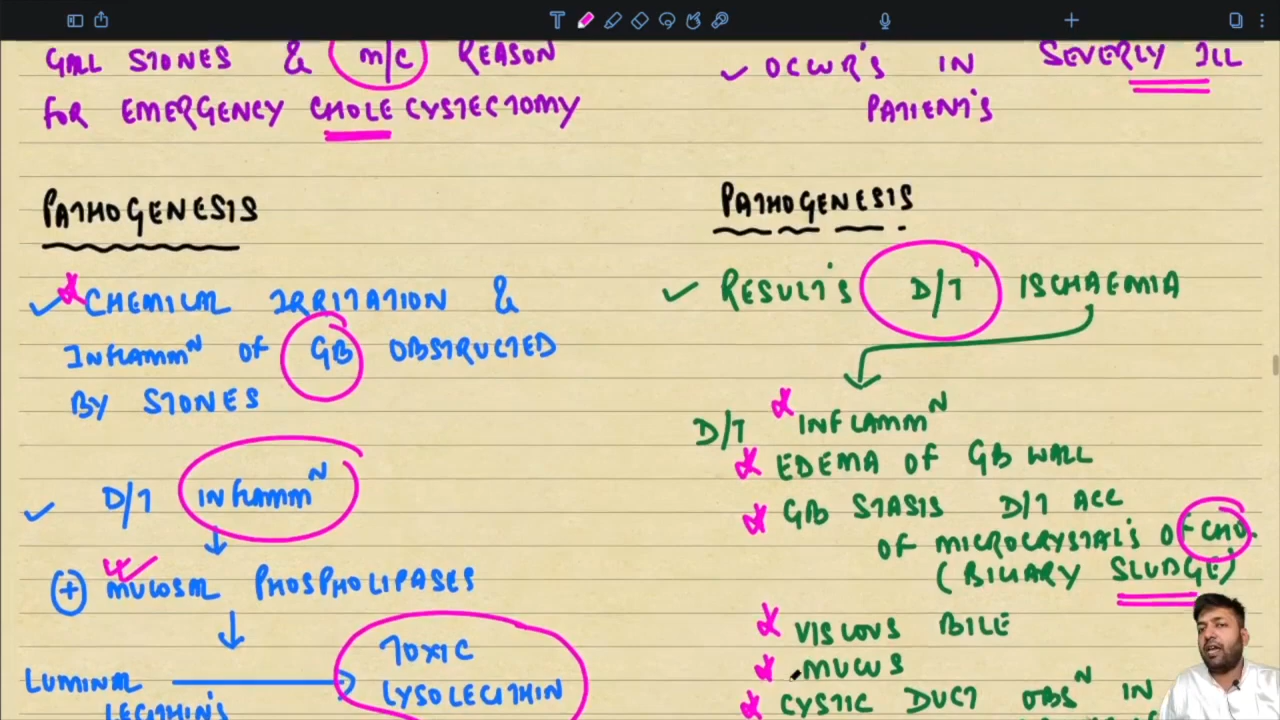 GALL STONES & M/C REASON
FOR EMERGENCY CHOLECYSTECTOMY
PATHOGENESIS
CHEMICAL IRRITATION &
INFLAMMᴺ OF GB OBSTRUCTED
BY STONES
D/T INFLAMMᴺ
(+) MUCOSAL PHOSPHOLIPASES
LUMINAL TOXIC
LECITHIN'S LYSOLECITHIN
✓ OCCUR'S IN SEVERLY ILL
PATIENT'S
PATHOGENESIS
✓ RESULT'S D/T ISCHAEMIA
D/T INFLAMMᴺ
EDEMA OF GB WALL
GB STASIS D/T ACC
OF MICROCRYSTAL'S OF CHO.
(BILIARY SLUDGE)
VISCOUS BILE
MUCUS
CYSTIC DUCT OBSᴺ IN